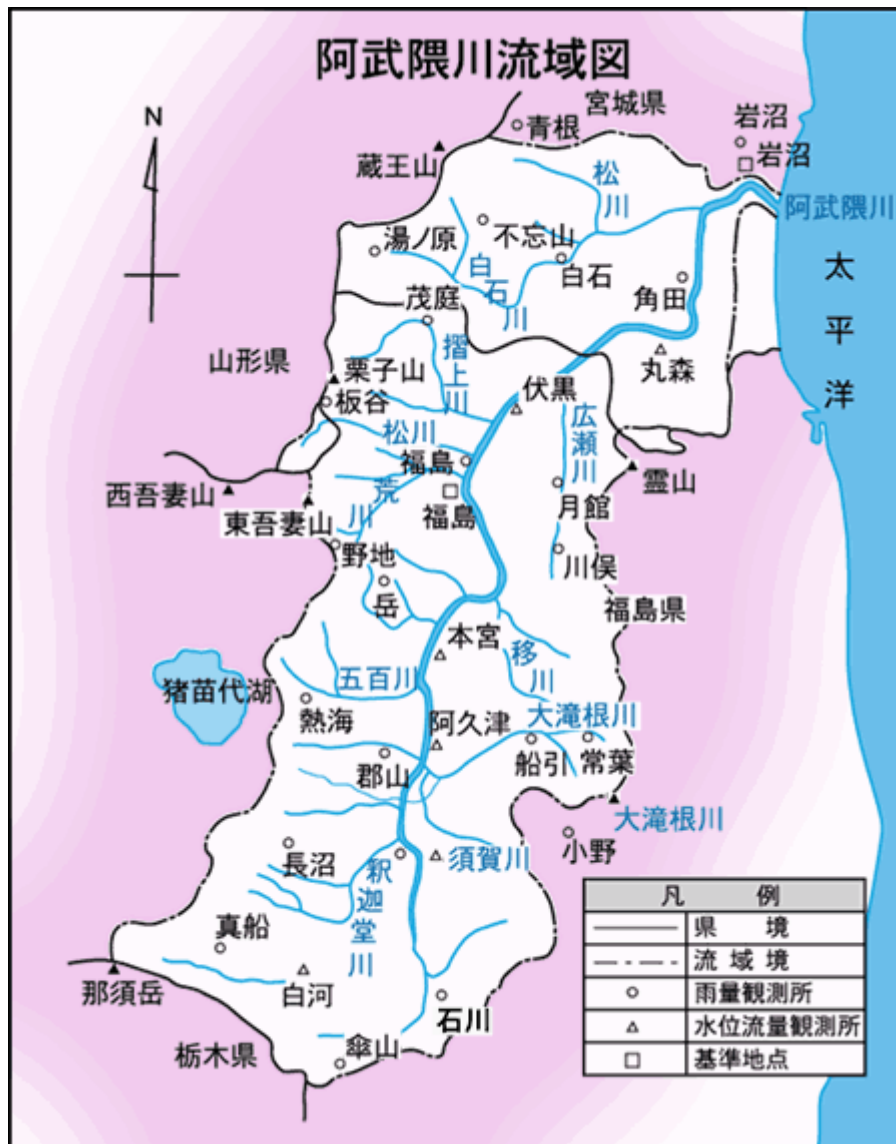 阿武隈川流域図
N
宮城県
青根
岩沼
岩沼
蔵王山
松川
阿武隈川
湯ノ原
不忘山
白石川
白石
角田
太平洋
茂庭
摺上川
丸森
山形県
栗子山
板谷
伏黒
広瀬川
松川
福島
荒川
福島
月館
霊山
西吾妻山
東吾妻山
野地
川俣
岳
福島県
本宮
移川
猪苗代湖
五百川
熱海
阿久津
大滝根川
郡山
船引
常葉
大滝根川
小野
長沼
釈迦堂川
須賀川
真船
那須岳
白河
石川
栃木県
傘山
凡例
県境
流域境
雨量観測所
水位流量観測所
基準地点